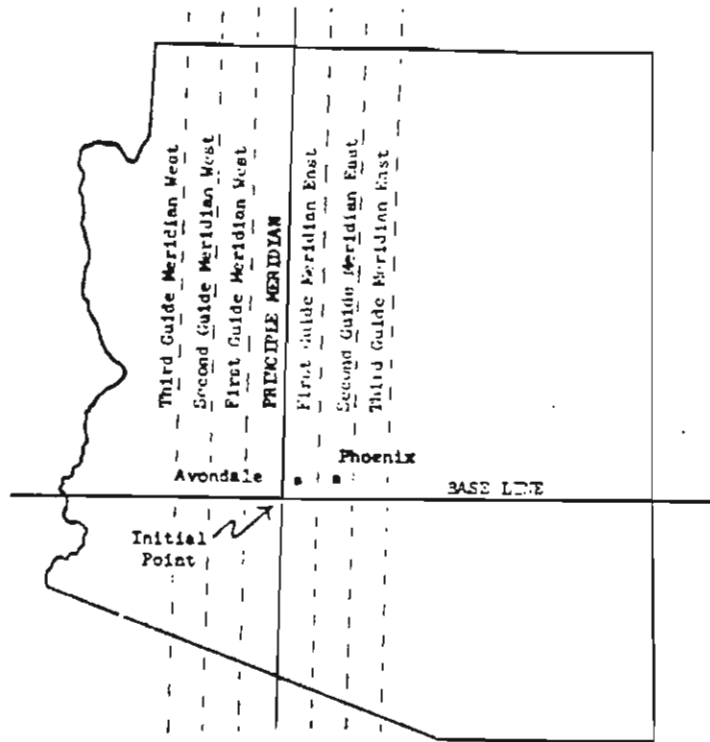 Third Guide Meridian West
Second Guide Meridian West
First Guide Meridian West
PRINCIPLE MERIDIAN
First Guide Meridian East
Second Guide Meridian East
Third Guide Meridian East
Avondale
Phoenix
BASE LINE
Initial
Point